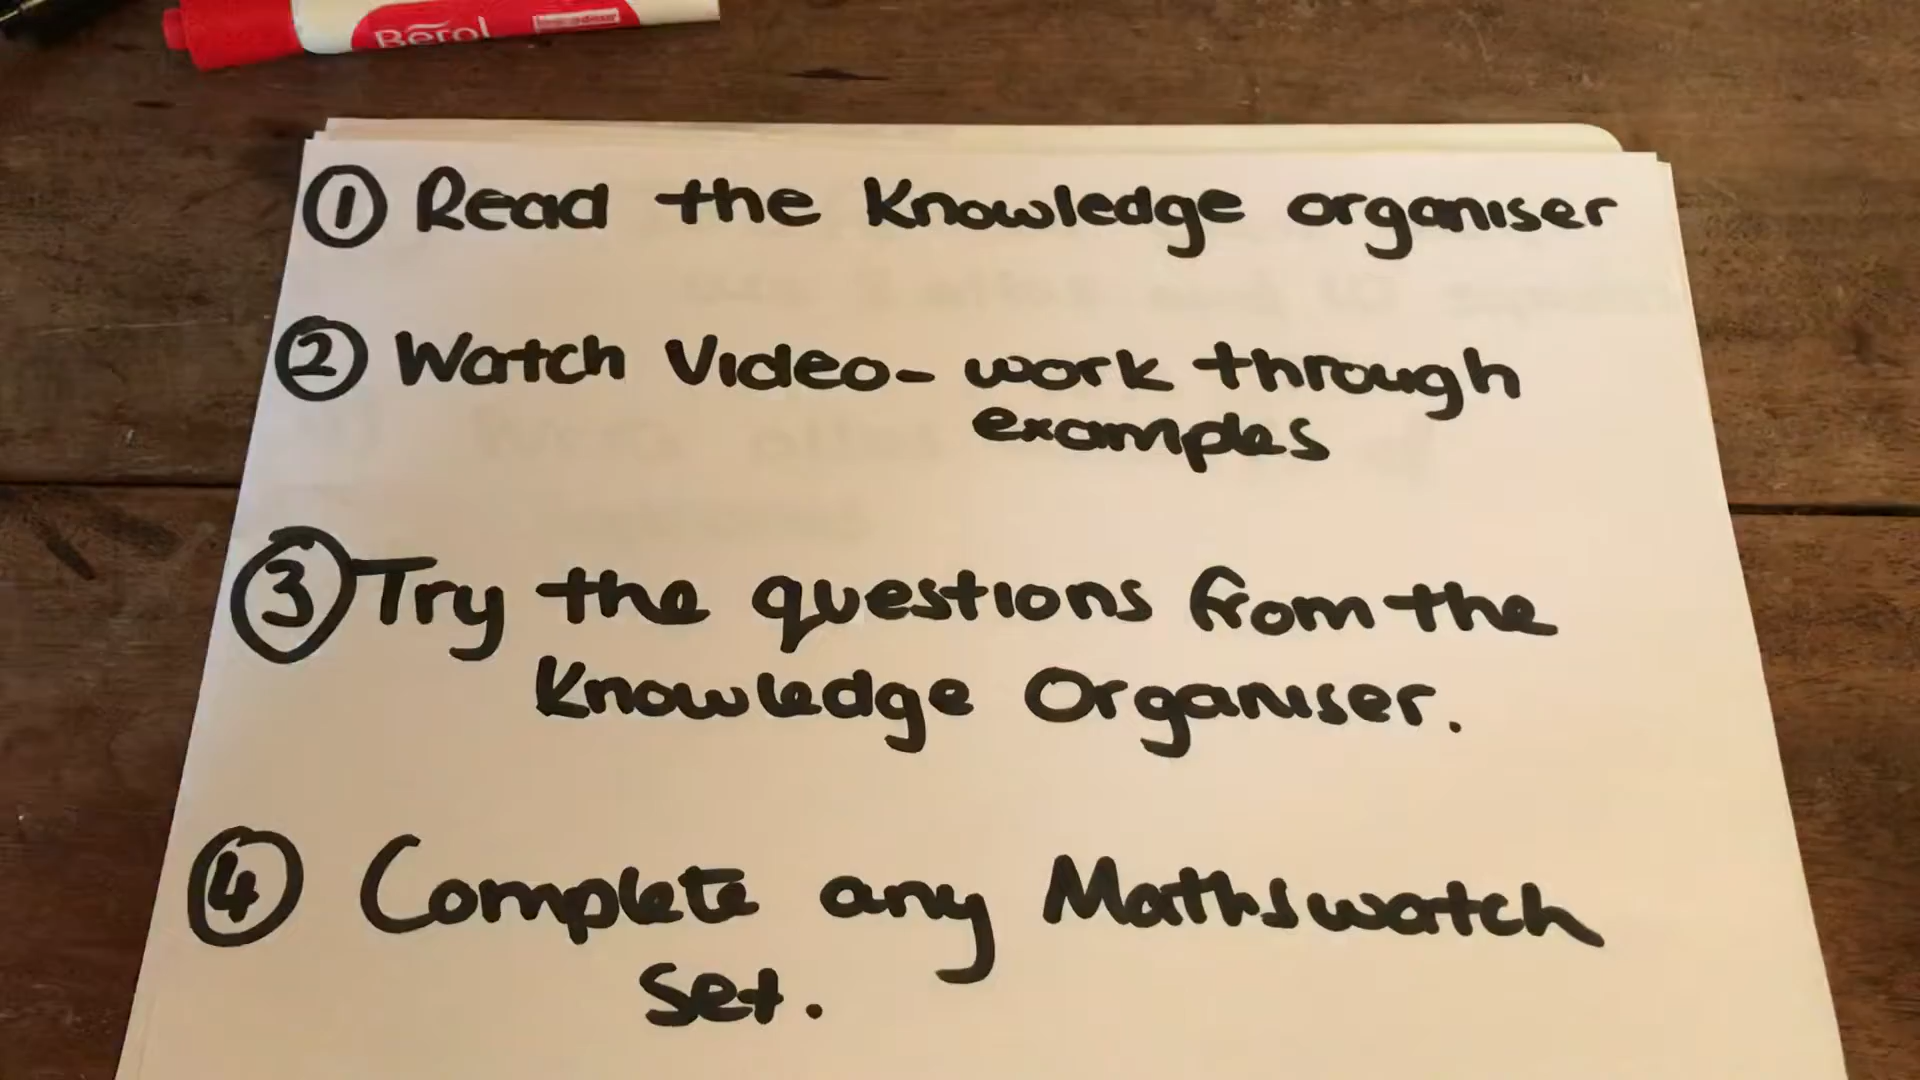 Berol
① Read the Knowledge organiser
② Watch Video - work through
examples
③ Try the questions from the
Knowledge Organiser.
④ Complete any Mathswatch
set.